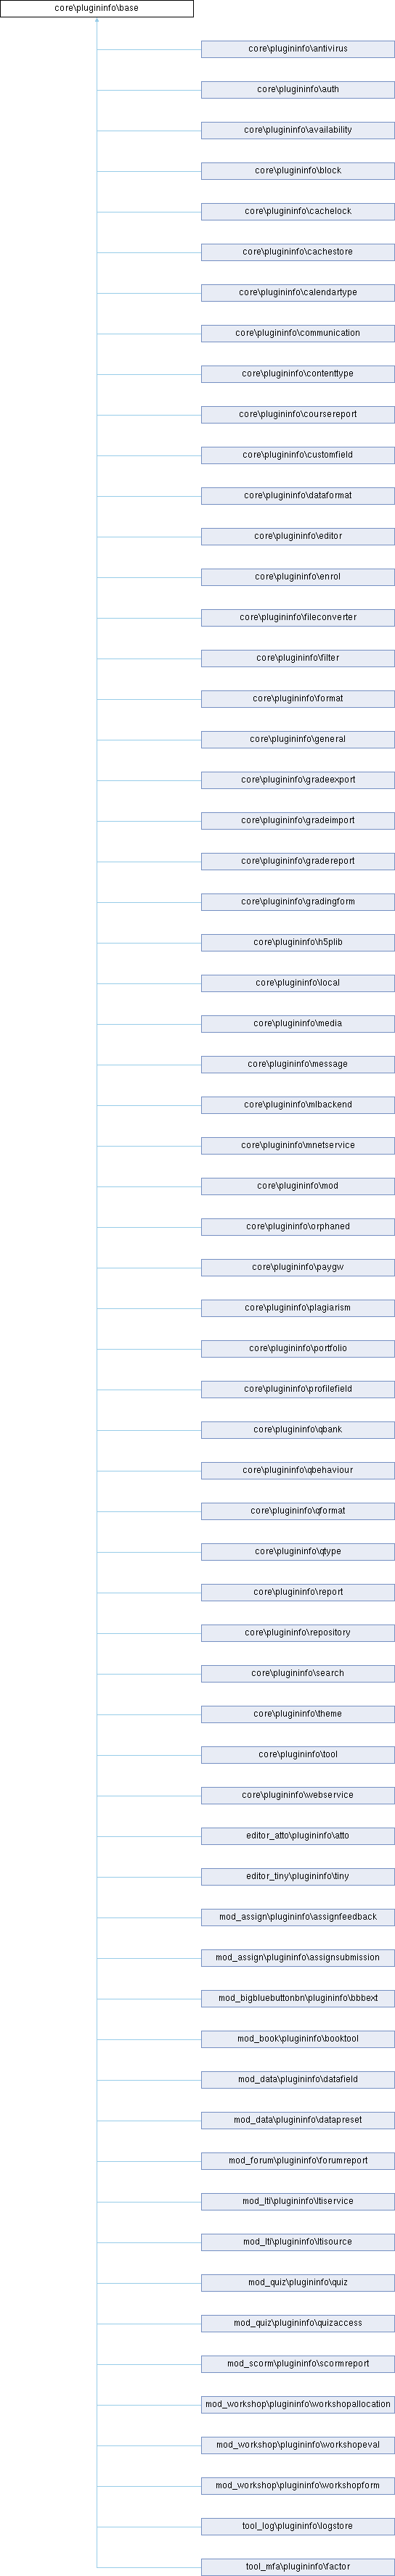 core\plugininfo\base
core\plugininfo\antivirus
core\plugininfo\auth
core\plugininfo\availability
core\plugininfo\block
core\plugininfo\cachelock
core\plugininfo\cachestore
core\plugininfo\calendartype
core\plugininfo\communication
core\plugininfo\contenttype
core\plugininfo\coursereport
core\plugininfo\customfield
core\plugininfo\dataformat
core\plugininfo\editor
core\plugininfo\enrol
core\plugininfo\fileconverter
core\plugininfo\filter
core\plugininfo\format
core\plugininfo\general
core\plugininfo\gradeexport
core\plugininfo\gradeimport
core\plugininfo\gradereport
core\plugininfo\gradingform
core\plugininfo\h5plib
core\plugininfo\local
core\plugininfo\media
core\plugininfo\message
core\plugininfo\mlbackend
core\plugininfo\mnetservice
core\plugininfo\mod
core\plugininfo\orphaned
core\plugininfo\paygw
core\plugininfo\plagiarism
core\plugininfo\portfolio
core\plugininfo\profilefield
core\plugininfo\qbank
core\plugininfo\qbehaviour
core\plugininfo\qformat
core\plugininfo\qtype
core\plugininfo\report
core\plugininfo\repository
core\plugininfo\search
core\plugininfo\theme
core\plugininfo\tool
core\plugininfo\webservice
editor_atto\plugininfo\atto
editor_tiny\plugininfo\tiny
mod_assign\plugininfo\assignfeedback
mod_assign\plugininfo\assignsubmission
mod_bigbluebuttonbn\plugininfo\bbbext
mod_book\plugininfo\booktool
mod_data\plugininfo\datafield
mod_data\plugininfo\datapreset
mod_forum\plugininfo\forumreport
mod_lti\plugininfo\ltiservice
mod_lti\plugininfo\ltisource
mod_quiz\plugininfo\quiz
mod_quiz\plugininfo\quizaccess
mod_scorm\plugininfo\scormreport
mod_workshop\plugininfo\workshopallocation
mod_workshop\plugininfo\workshopeval
mod_workshop\plugininfo\workshopform
tool_log\plugininfo\logstore
tool_mfa\plugininfo\factor